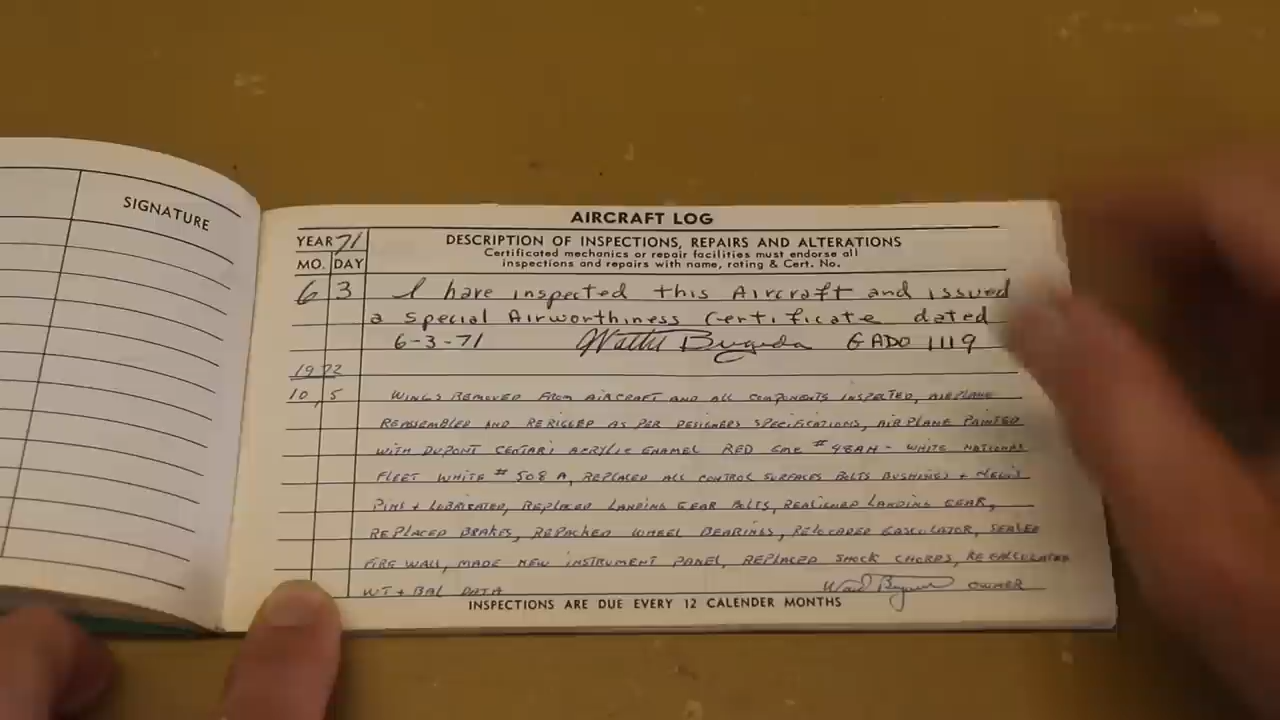 SIGNATURE
AIRCRAFT LOG
YEAR 71
DESCRIPTION OF INSPECTIONS, REPAIRS AND ALTERATIONS
Certificated mechanics or repair facilities must endorse all
inspections and repairs with name, rating & Cert. No.
MO. DAY
6 3 I have inspected this Aircraft and issued
a special Airworthiness Certificate dated
6-3-71 GADO 1119
1972
10 5 WINGS REMOVED FROM AIRCRAFT AND ALL COMPONENTS INSPECTED, AIRPLANE
REASSEMBLED AND RERIGGED AS PER DESIGNERS SPECIFICATIONS, AIRPLANE PAINTED
WITH DUPONT CENTARI ACRYLIC ENAMEL RED #48AH - WHITE NATIONAL
FLEET WHITE # 508 A, REPLACED ALL CONTROL SURFACES BOLTS BUSHINGS +
PINS + LUBRICATED, REPLACED LANDING GEAR BOLTS, REALIGNED LANDING GEAR,
REPLACED BRAKES, REPACKED WHEEL BEARINGS, RELOCATED GASCOLATOR, SEALED
FIRE WALL, MADE NEW INSTRUMENT PANEL, REPLACED SHOCK CHORDS, RECALCULATED
WT + BAL DATA OWNER
INSPECTIONS ARE DUE EVERY 12 CALENDER MONTHS